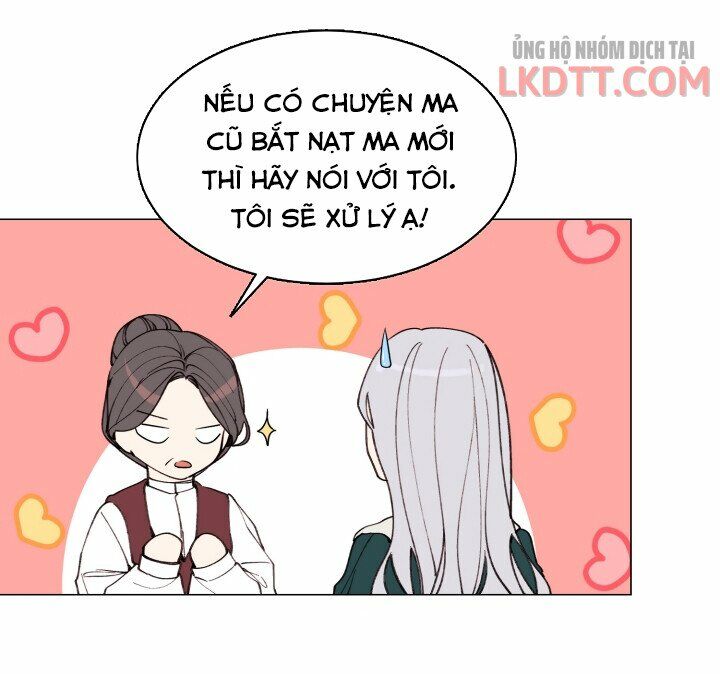 ỦNG HỘ NHÓM DỊCH TẠI
LKDTT.COM
NẾU CÓ CHUYỆN MA
CŨ BẮT NẠT MA MỚI
THÌ HÃY NÓI VỚI TÔI.
TÔI SẼ XỬ LÝ Ạ!